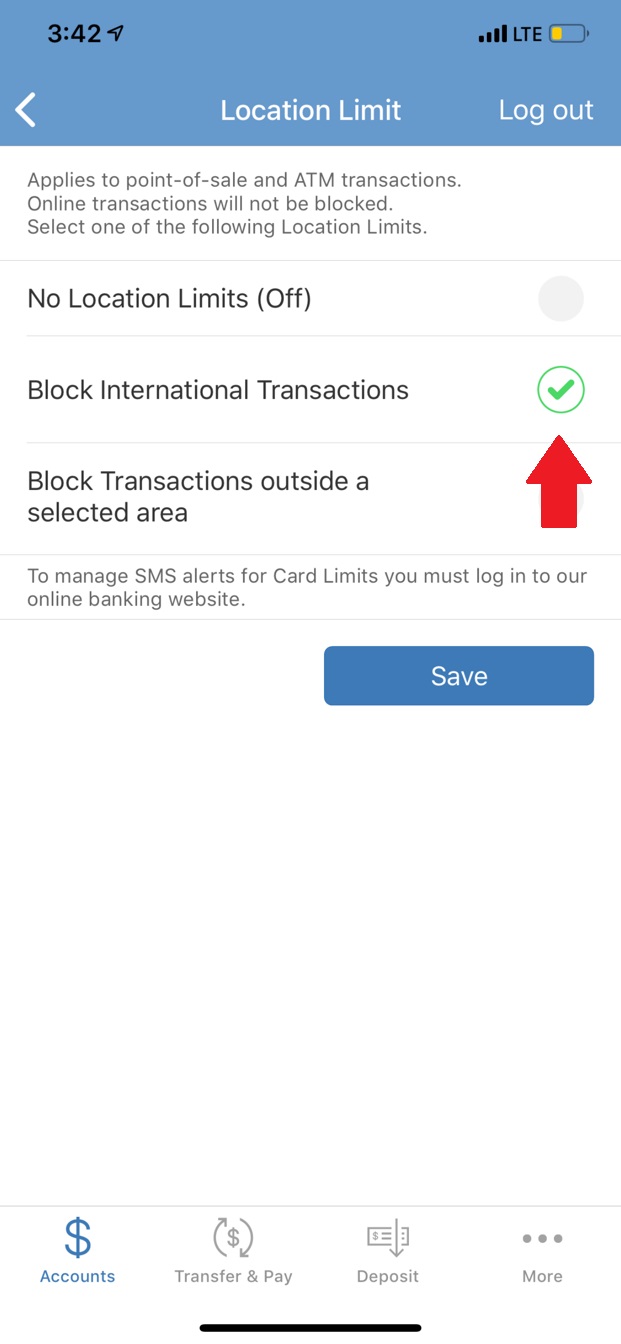 3:42
LTE
Location Limit
Log out
Applies to point-of-sale and ATM transactions.
Online transactions will not be blocked.
Select one of the following Location Limits.
No Location Limits (Off)
Block International Transactions
Block Transactions outside a
selected area
To manage SMS alerts for Card Limits you must log in to our
online banking website.
Save
Accounts
Transfer & Pay
Deposit
More